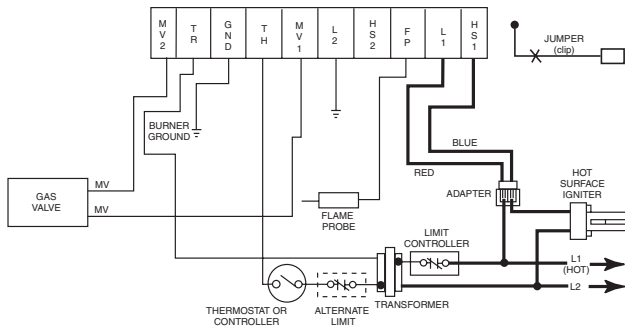 MV2 TR GND TH MV1 L2 HS2 FP L1 HS1
JUMPER
(clip)
BURNER
GROUND
BLUE
RED
HOT
SURFACE
IGNITER
ADAPTER
GAS
VALVE
MV
MV
FLAME
PROBE
LIMIT
CONTROLLER
L1
(HOT)
L2
THERMOSTAT OR
CONTROLLER
ALTERNATE
LIMIT
TRANSFORMER